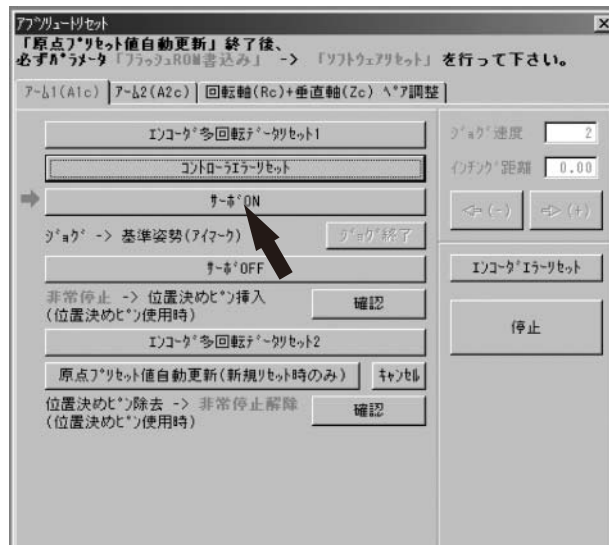 アブソリュートリセット
「原点プリセット値自動更新」終了後、
必ずパラメータ「フラッシュROM書込み」 -> 「ソフトウェアリセット」 を行って下さい。
アーム1(A1c) アーム2(A2c) 回転軸(Rc)+垂直軸(Zc) ペア調整
エンコーダ多回転データリセット1
コントローラエラーリセット
サーボON
ジョグ -> 基準姿勢(アイマーク) ジョグ終了
サーボOFF
非常停止 -> 位置決めピン挿入
(位置決めピン使用時)
確認
エンコーダ多回転データリセット2
原点プリセット値自動更新(新規リセット時のみ) キャンセル
位置決めピン除去 -> 非常停止解除
(位置決めピン使用時)
確認
ジョグ速度 2
インチング距離 0.00
(-) (+)
エンコーダエラーリセット
停止